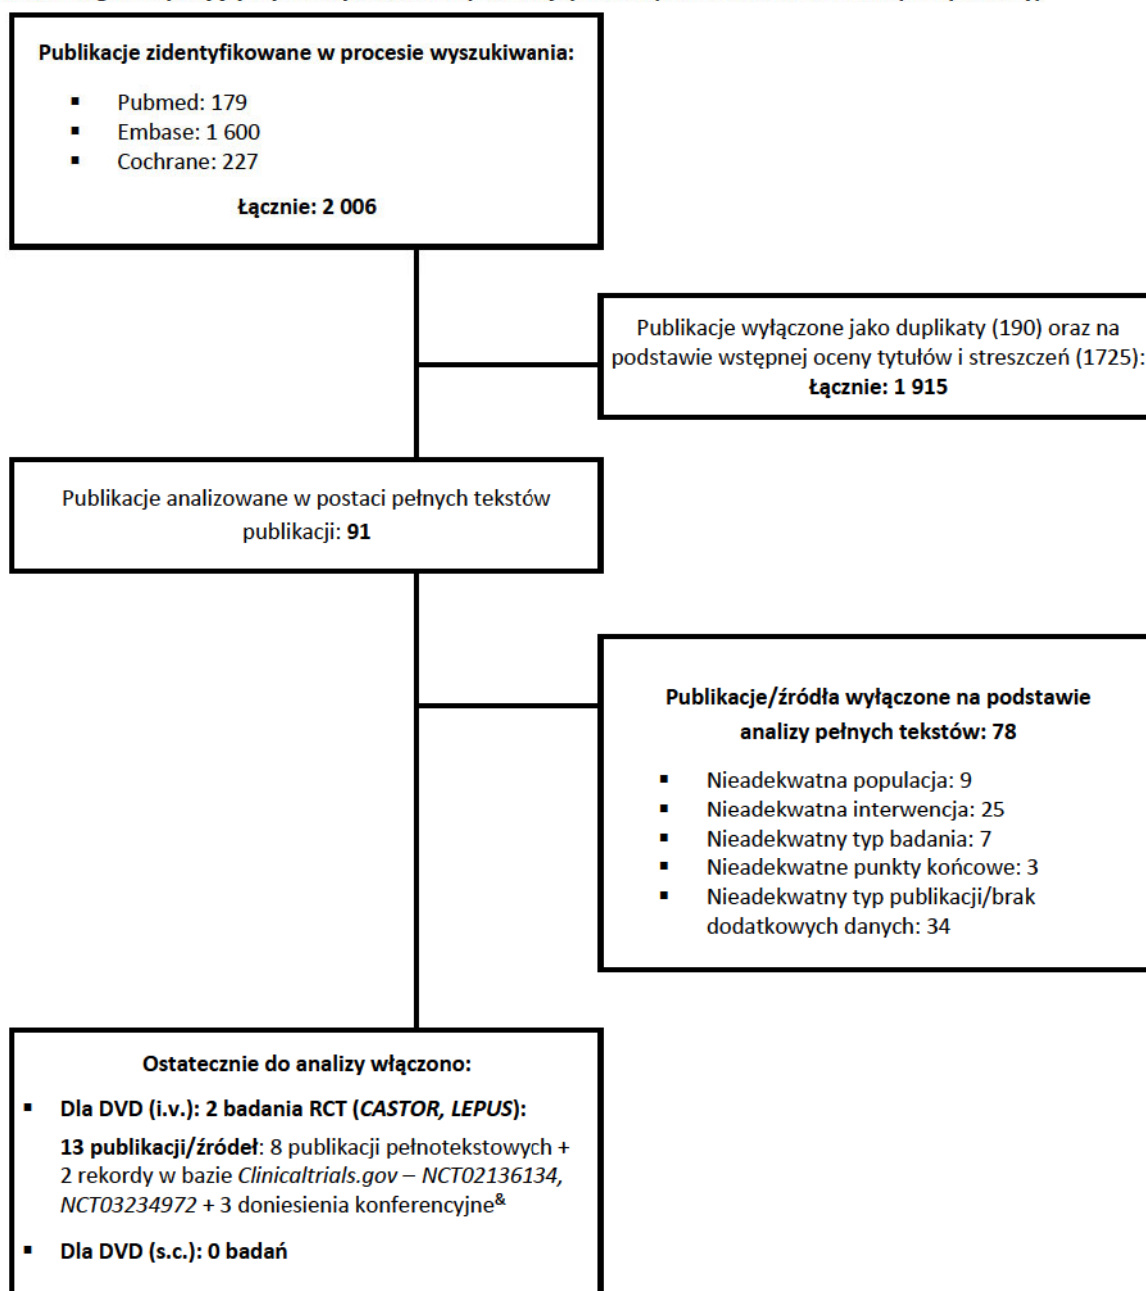 Publikacje zidentyfikowane w procesie wyszukiwania:
▪ Pubmed: 179
▪ Embase: 1 600
▪ Cochrane: 227
Łącznie: 2 006
Publikacje wyłączone jako duplikaty (190) oraz na
podstawie wstępnej oceny tytułów i streszczeń (1725):
Łącznie: 1 915
Publikacje analizowane w postaci pełnych tekstów
publikacji: 91
Publikacje/źródła wyłączone na podstawie
analizy pełnych tekstów: 78
▪ Nieadekwatna populacja: 9
▪ Nieadekwatna interwencja: 25
▪ Nieadekwatny typ badania: 7
▪ Nieadekwatne punkty końcowe: 3
▪ Nieadekwatny typ publikacji/brak
dodatkowych danych: 34
Ostatecznie do analizy włączono:
▪ Dla DVD (i.v.): 2 badania RCT (CASTOR, LEPUS):
13 publikacji/źródeł: 8 publikacji pełnotekstowych +
2 rekordy w bazie Clinicaltrials.gov – NCT02136134,
NCT03234972 + 3 doniesienia konferencyjne&
▪ Dla DVD (s.c.): 0 badań